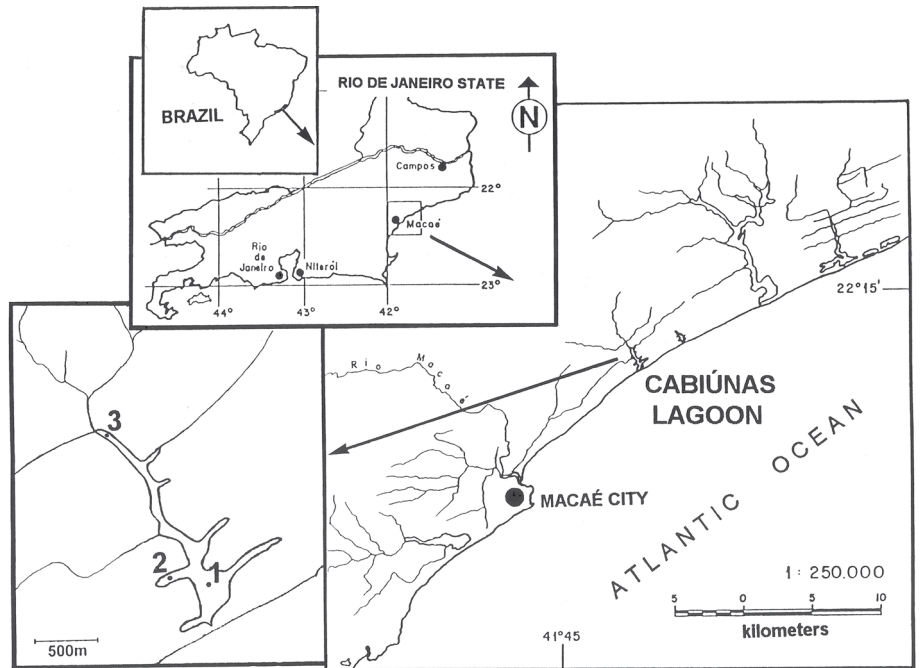 BRAZIL
RIO DE JANEIRO STATE
N
Campos
22°
Macaé
Rio
de
Janeiro
Niterói
23°
44°
43°
42°
22°15'
Rio Macaé
CABIÚNAS
LAGOON
MACAÉ CITY
ATLANTIC OCEAN
1: 250.000
5 0 5 10
kilometers
41°45
3
2
1
500m